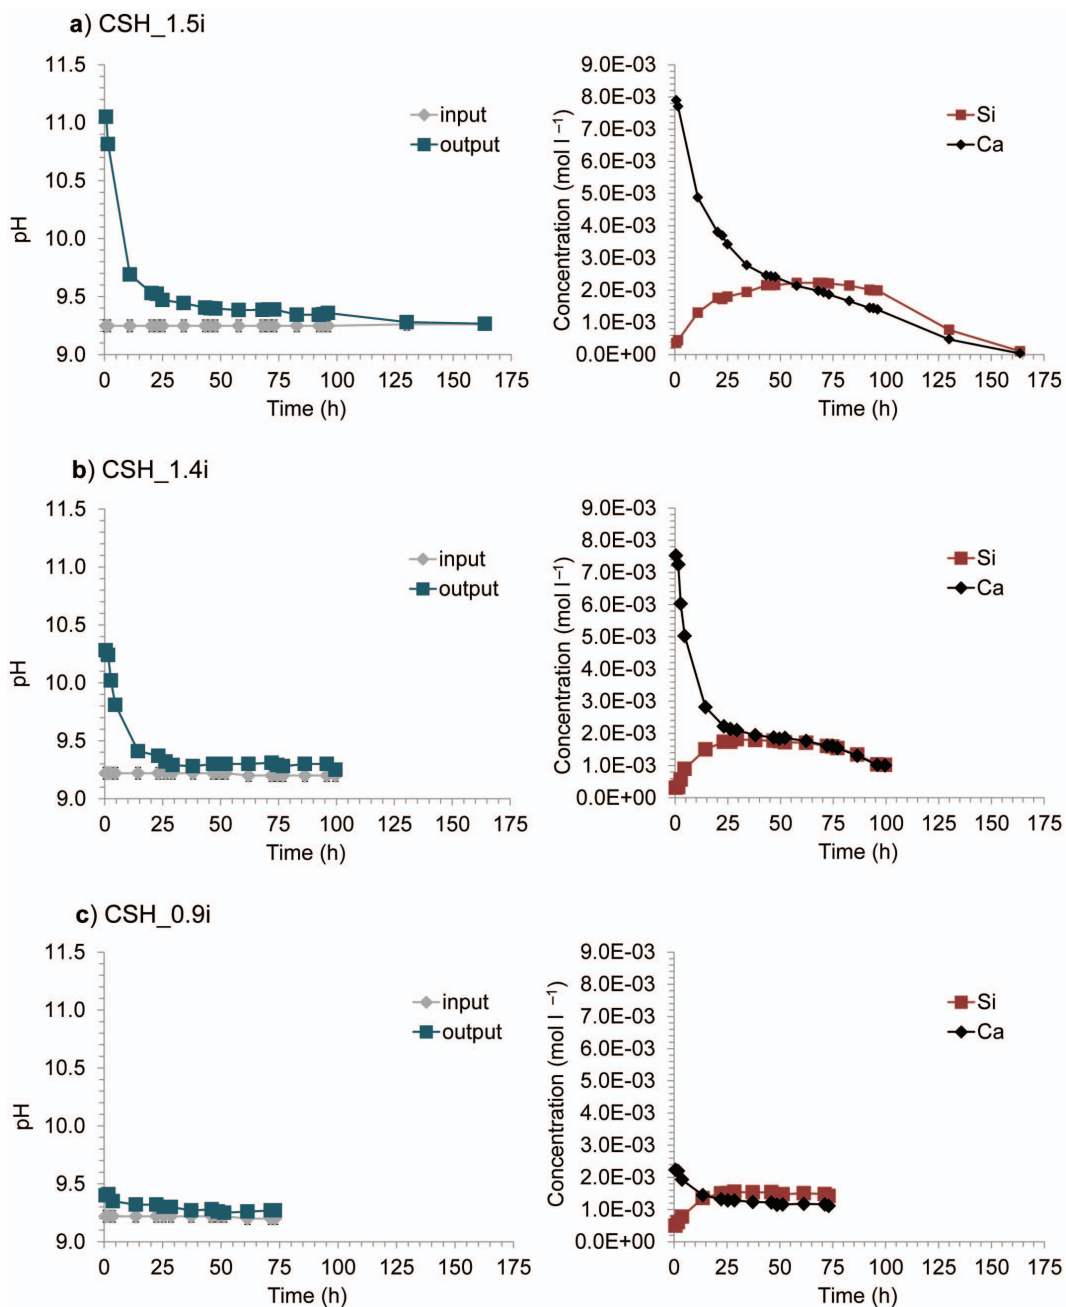 a) CSH_1.5i
pH
11.5
11.0
10.5
10.0
9.5
9.0
input
output
0 25 50 75 100 125 150 175
Time (h)
Concentration (mol l⁻¹)
9.0E-03
8.0E-03
7.0E-03
6.0E-03
5.0E-03
4.0E-03
3.0E-03
2.0E-03
1.0E-03
0.0E+00
Si
Ca
0 25 50 75 100 125 150 175
Time (h)
b) CSH_1.4i
pH
11.5
11.0
10.5
10.0
9.5
9.0
input
output
0 25 50 75 100 125 150 175
Time (h)
Concentration (mol l⁻¹)
9.0E-03
8.0E-03
7.0E-03
6.0E-03
5.0E-03
4.0E-03
3.0E-03
2.0E-03
1.0E-03
0.0E+00
Si
Ca
0 25 50 75 100 125 150 175
Time (h)
c) CSH_0.9i
pH
11.5
11.0
10.5
10.0
9.5
9.0
input
output
0 25 50 75 100 125 150 175
Time (h)
Concentration (mol l⁻¹)
9.0E-03
8.0E-03
7.0E-03
6.0E-03
5.0E-03
4.0E-03
3.0E-03
2.0E-03
1.0E-03
0.0E+00
Si
Ca
0 25 50 75 100 125 150 175
Time (h)